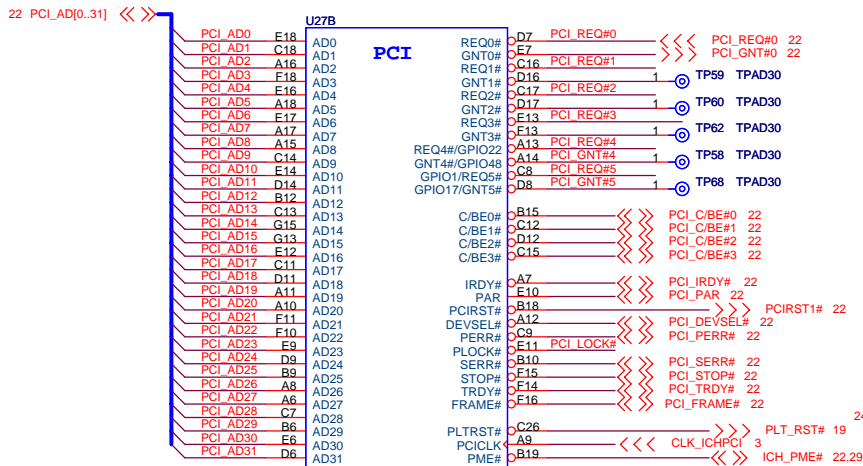 22 PCI_AD[0..31]
U27B
PCI
PCI_AD0 E18 AD0
PCI_AD1 C18 AD1
PCI_AD2 A16 AD2
PCI_AD3 F18 AD3
PCI_AD4 E16 AD4
PCI_AD5 A18 AD5
PCI_AD6 E17 AD6
PCI_AD7 A17 AD7
PCI_AD8 A15 AD8
PCI_AD9 C14 AD9
PCI_AD10 E14 AD10
PCI_AD11 D14 AD11
PCI_AD12 B12 AD12
PCI_AD13 C13 AD13
PCI_AD14 G15 AD14
PCI_AD15 G13 AD15
PCI_AD16 E12 AD16
PCI_AD17 C11 AD17
PCI_AD18 D11 AD18
PCI_AD19 A11 AD19
PCI_AD20 A10 AD20
PCI_AD21 F11 AD21
PCI_AD22 F10 AD22
PCI_AD23 E9 AD23
PCI_AD24 D9 AD24
PCI_AD25 B9 AD25
PCI_AD26 A8 AD26
PCI_AD27 A6 AD27
PCI_AD28 C7 AD28
PCI_AD29 B6 AD29
PCI_AD30 E6 AD30
PCI_AD31 D6 AD31
REQ0# D7 PCI_REQ#0 PCI_REQ#0 22
GNT0# E7 PCI_GNT#0 22
REQ1# C16 PCI_REQ#1
GNT1# D16 1 TP59 TPAD30
REQ2# C17 PCI_REQ#2
GNT2# D17 1 TP60 TPAD30
REQ3# E13 PCI_REQ#3
GNT3# F13 1 TP62 TPAD30
REQ4#/GPIO22 A13 PCI_REQ#4
GNT4#/GPIO48 A14 PCI_GNT#4 1 TP58 TPAD30
GPIO1/REQ5# C8 PCI_REQ#5
GPIO17/GNT5# D8 PCI_GNT#5 1 TP68 TPAD30
C/BE0# B15 PCI_C/BE#0 22
C/BE1# C12 PCI_C/BE#1 22
C/BE2# D12 PCI_C/BE#2 22
C/BE3# C15 PCI_C/BE#3 22
IRDY# A7 PCI_IRDY# 22
PAR E10 PCI_PAR 22
PCIRST# B18 PCIRST1# 22
DEVSEL# A12 PCI_DEVSEL# 22
PERR# C9 PCI_PERR# 22
PLOCK# E11 PCI_LOCK#
SERR# B10 PCI_SERR# 22
STOP# F15 PCI_STOP# 22
TRDY# F14 PCI_TRDY# 22
FRAME# F16 PCI_FRAME# 22
24
PLTRST# C26 PLT_RST# 19
PCICLK A9 CLK_ICHPCI 3
PME# B19 ICH_PME# 22,29